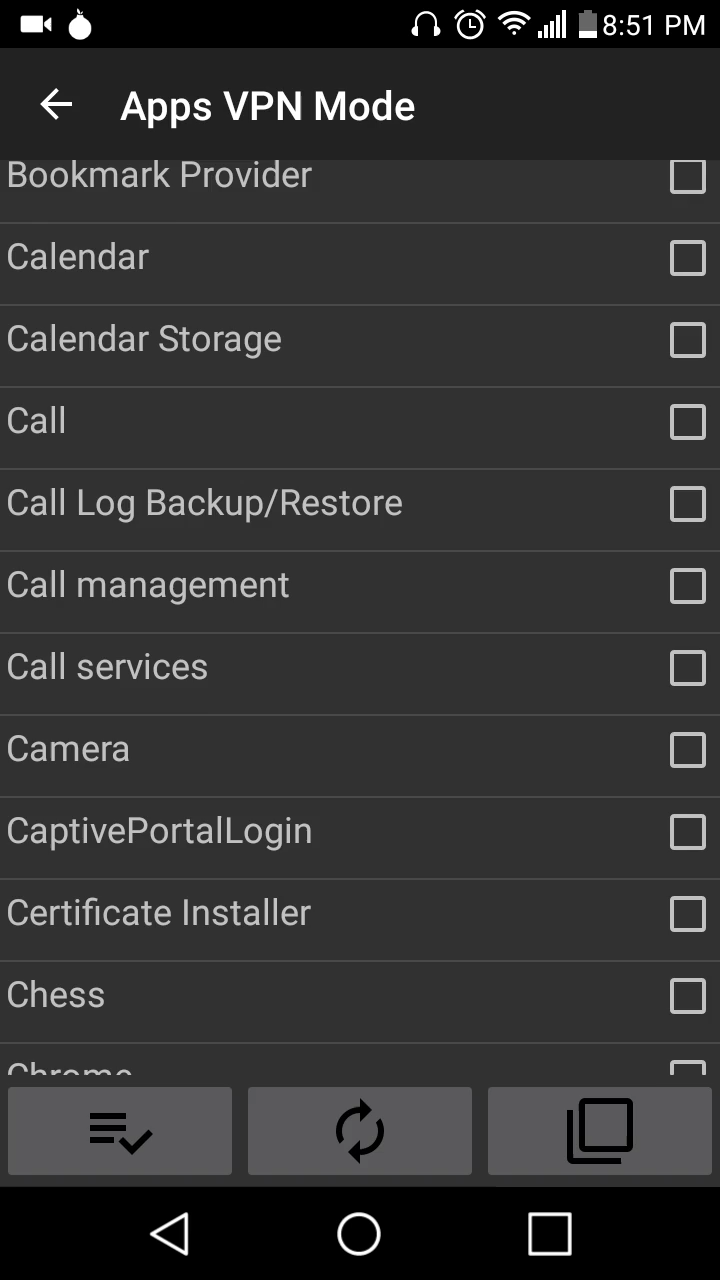 8:51 PM
Apps VPN Mode
Bookmark Provider
Calendar
Calendar Storage
Call
Call Log Backup/Restore
Call management
Call services
Camera
CaptivePortalLogin
Certificate Installer
Chess
Chrome